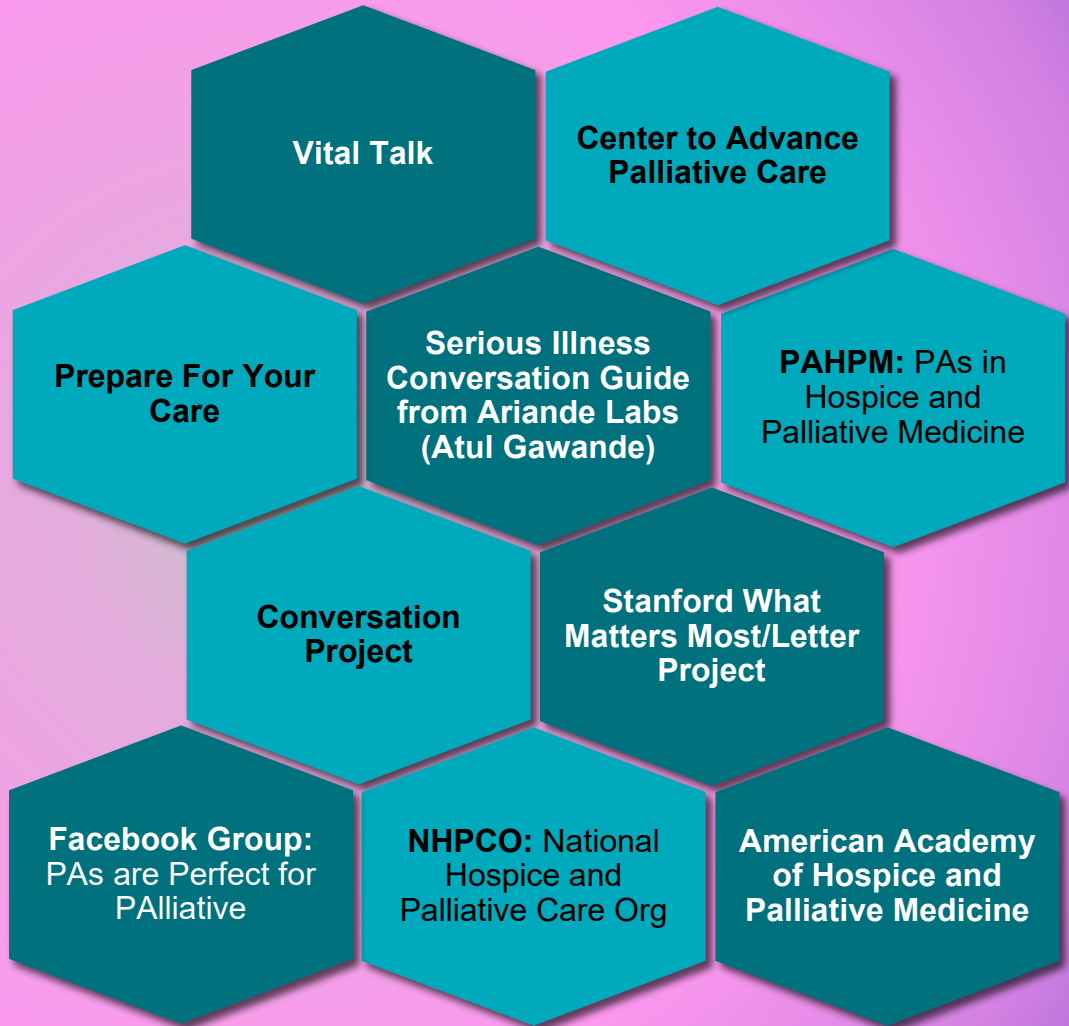 Vital Talk
Center to Advance
Palliative Care
Prepare For Your
Care
Serious Illness
Conversation Guide
from Ariande Labs
(Atul Gawande)
PAHPM: PAs in
Hospice and
Palliative Medicine
Conversation
Project
Stanford What
Matters Most/Letter
Project
Facebook Group:
PAs are Perfect for
PAlliative
NHPCO: National
Hospice and
Palliative Care Org
American Academy
of Hospice and
Palliative Medicine